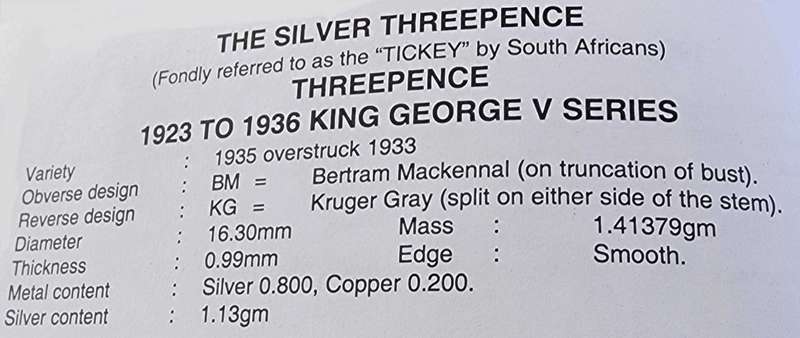 THE SILVER THREEPENCE
(Fondly referred to as the “TICKEY” by South Africans)
THREEPENCE
1923 TO 1936 KING GEORGE V SERIES
Variety : 1935 overstruck 1933
Obverse design : BM = Bertram Mackennal (on truncation of bust).
Reverse design : KG = Kruger Gray (split on either side of the stem).
Diameter : 16.30mm Mass : 1.41379gm
Thickness : 0.99mm Edge : Smooth.
Metal content : Silver 0.800, Copper 0.200.
Silver content : 1.13gm